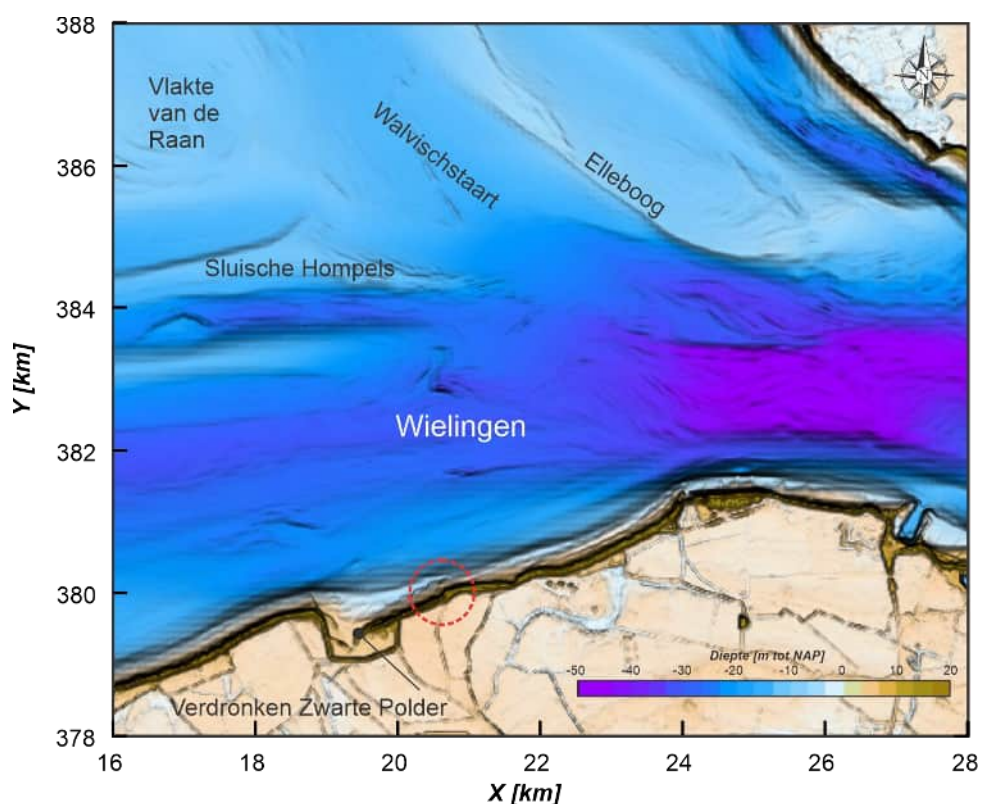 388
386
384
382
380
378
Y [km]
N
Vlakte
van de
Raan
Walvischstaart
Elleboog
Sluische Hompels
Wielingen
Diepte [m tot NAP]
-50 -40 -30 -20 -10 0 10 20
Verdronken Zwarte Polder
16 18 20 22 24 26 28
X [km]